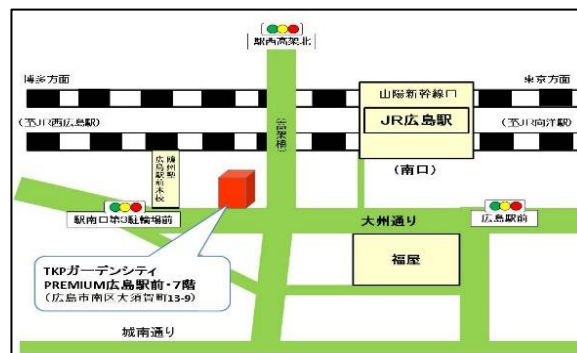 駅西高架北
博多方面
山陽新幹線口
東京方面
JR広島駅
(至JR西広島駅)
(至JR向洋駅)
(南口)
広島駅前本校
駅南口第3駐輪場前
大州通り
広島駅前
福屋
TKPガーデンシティ
PREMIUM広島駅前・7階
(広島市南区大須賀町13-9)
城南通り